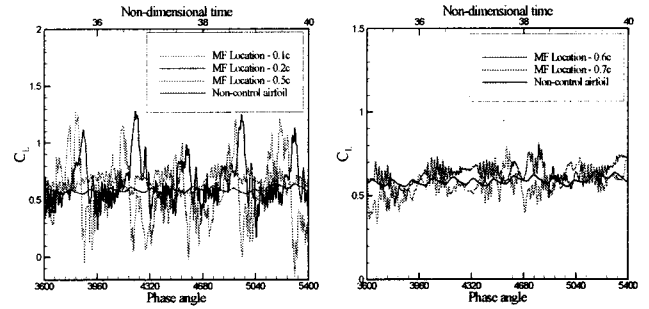 Non-dimensional time
36 38 40
2
1.5
1
0.5
0
C_L
MF Location - 0.1c
MF Location - 0.2c
MF Location - 0.5c
Non-control airfoil
3600 3960 4320 4680 5040 5400
Phase angle
Non-dimensional time
36 38 40
1.5
1
0.5
0
C_L
MF Location - 0.6c
MF Location - 0.7c
Non-control airfoil
3600 3960 4320 4680 5040 5400
Phase angle